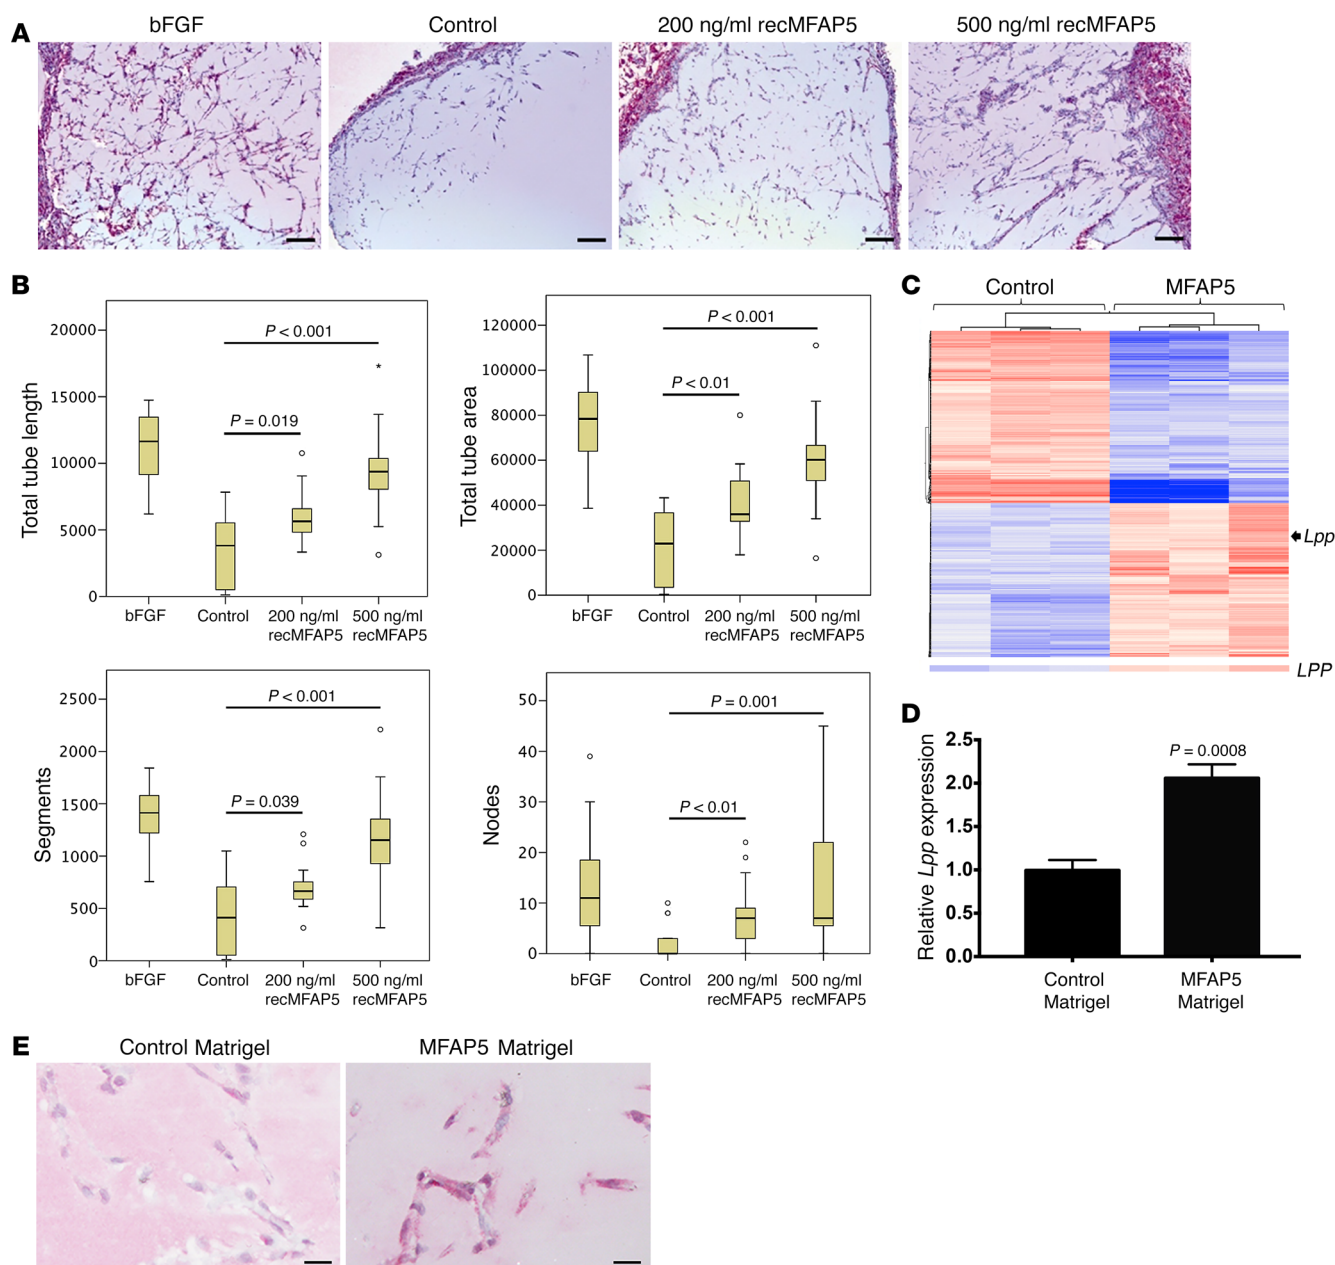 A
bFGF
Control
200 ng/ml recMFAP5
500 ng/ml recMFAP5
B
Total tube length
20000
15000
10000
5000
0
P < 0.001
P = 0.019
*
bFGF
Control
200 ng/ml
recMFAP5
500 ng/ml
recMFAP5
Total tube area
120000
100000
80000
60000
40000
20000
0
P < 0.001
P < 0.01
bFGF
Control
200 ng/ml
recMFAP5
500 ng/ml
recMFAP5
Segments
2500
2000
1500
1000
500
0
P < 0.001
P = 0.039
bFGF
Control
200 ng/ml
recMFAP5
500 ng/ml
recMFAP5
Nodes
50
40
30
20
10
0
P = 0.001
P < 0.01
bFGF
Control
200 ng/ml
recMFAP5
500 ng/ml
recMFAP5
C
Control
MFAP5
Lpp
LPP
D
Relative Lpp expression
2.5
2.0
1.5
1.0
0.5
0.0
P = 0.0008
Control
Matrigel
MFAP5
Matrigel
E
Control Matrigel
MFAP5 Matrigel